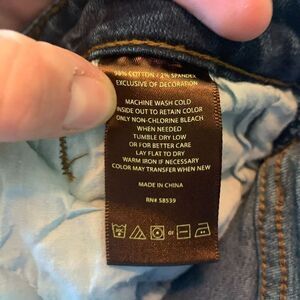 98% COTTON / 2% SPANDEX
EXCLUSIVE OF DECORATION
MACHINE WASH COLD
INSIDE OUT TO RETAIN COLOR
ONLY NON-CHLORINE BLEACH
WHEN NEEDED
TUMBLE DRY LOW
OR FOR BETTER CARE
LAY FLAT TO DRY
WARM IRON IF NECESSARY
COLOR MAY TRANSFER WHEN NEW
MADE IN CHINA
RN# 58539
or